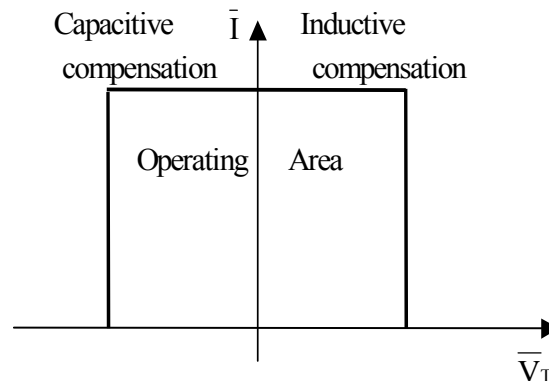 Capacitive
compensation
Ī
Inductive
compensation
Operating Area
V̅T